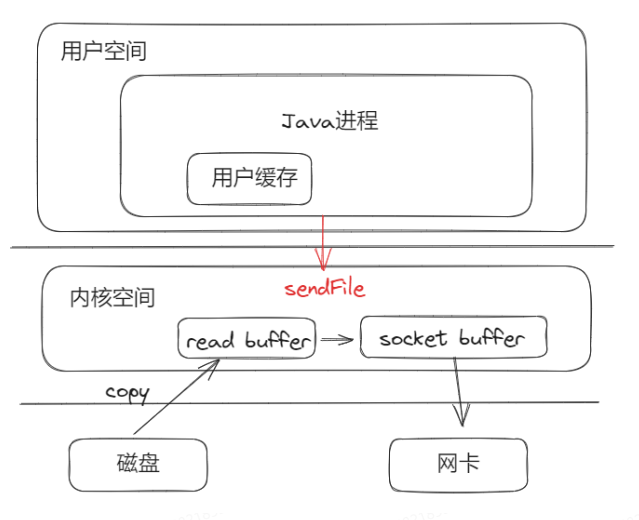 用户空间
Java进程
用户缓存
sendFile
内核空间
read buffer
socket buffer
copy
磁盘
网卡